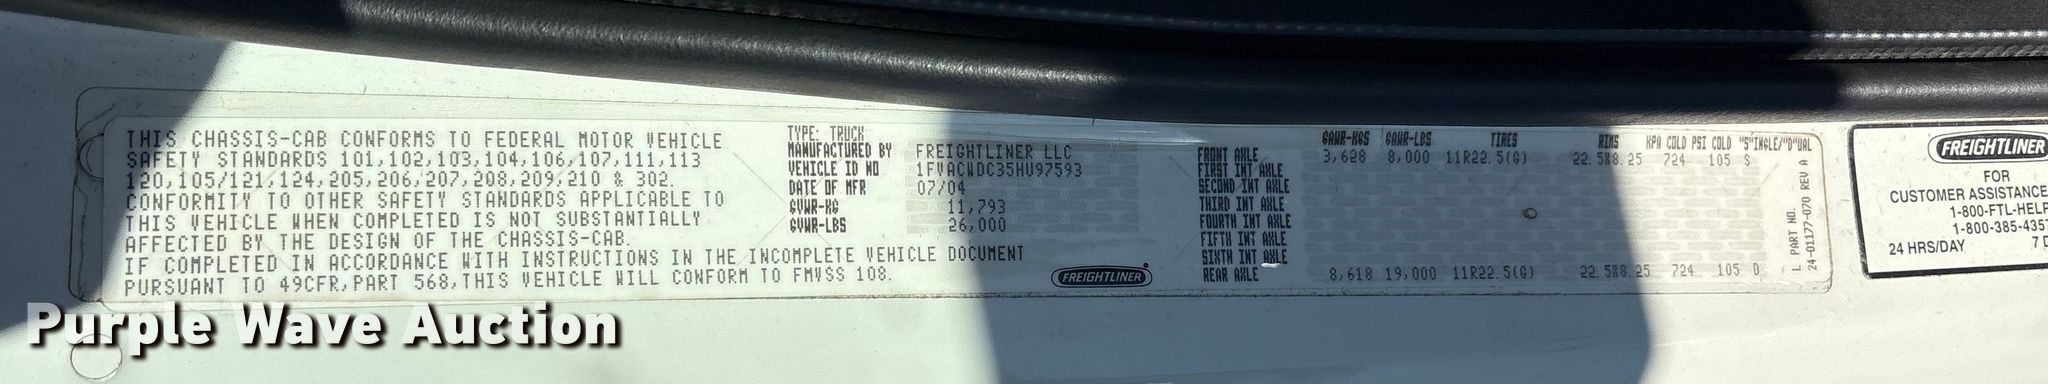 THIS CHASSIS-CAB CONFORMS TO FEDERAL MOTOR VEHICLE
SAFETY STANDARDS 101,102,103,104,106,107,111,113
120,105/121,124,205,206,207,208,209,210 & 302.
CONFORMITY TO OTHER SAFETY STANDARDS APPLICABLE TO
THIS VEHICLE WHEN COMPLETED IS NOT SUBSTANTIALLY
AFFECTED BY THE DESIGN OF THE CHASSIS-CAB.
IF COMPLETED IN ACCORDANCE WITH INSTRUCTIONS IN THE INCOMPLETE VEHICLE DOCUMENT
PURSUANT TO 49CFR,PART 568,THIS VEHICLE WILL CONFORM TO FMVSS 108.
TYPE: TRUCK
MANUFACTURED BY FREIGHTLINER LLC
VEHICLE ID NO 1FVACWDC35HU97593
DATE OF MFR 07/04
GVWR-KG 11,793
GVWR-LBS 26,000
FREIGHTLINER
GAWR-KGS GAWR-LBS TIRES RIMS KPA COLD PSI COLD "S"INGLE/"D"UAL
FRONT AXLE 3,628 8,000 11R22.5(G) 22.5X8.25 724 105 S
FIRST INT AXLE
SECOND INT AXLE
THIRD INT AXLE
FOURTH INT AXLE
FIFTH INT AXLE
SIXTH INT AXLE
REAR AXLE 8,618 19,000 11R22.5(G) 22.5X8.25 724 105 D
L PART NO.
24-01177-070 REV A
FREIGHTLINER
FOR
CUSTOMER ASSISTANCE
1-800-FTL-HELP
1-800-385-4357
24 HRS/DAY 7 D
Purple Wave Auction